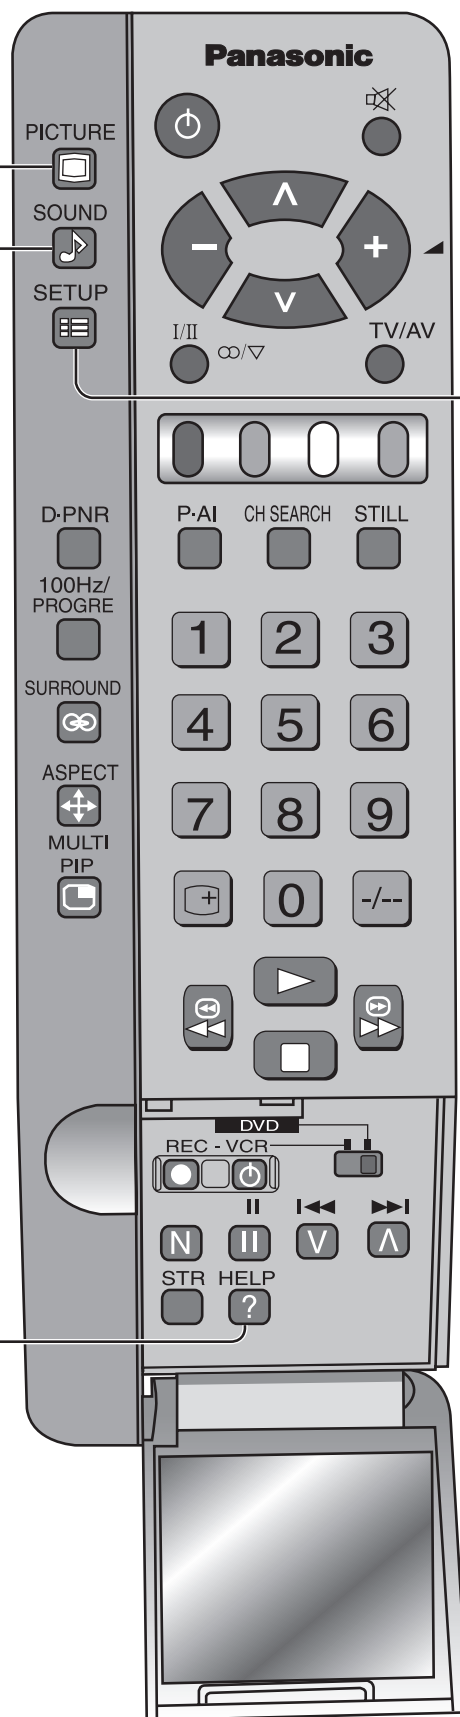 Panasonic
PICTURE
SOUND
SETUP
I/II
TV/AV
D·PNR
P·AI CH SEARCH STILL
100Hz/
PROGRE
1 2 3
SURROUND
4 5 6
ASPECT
7 8 9
MULTI
PIP
0 -/--
DVD
REC - VCR
N V Λ
STR HELP
?